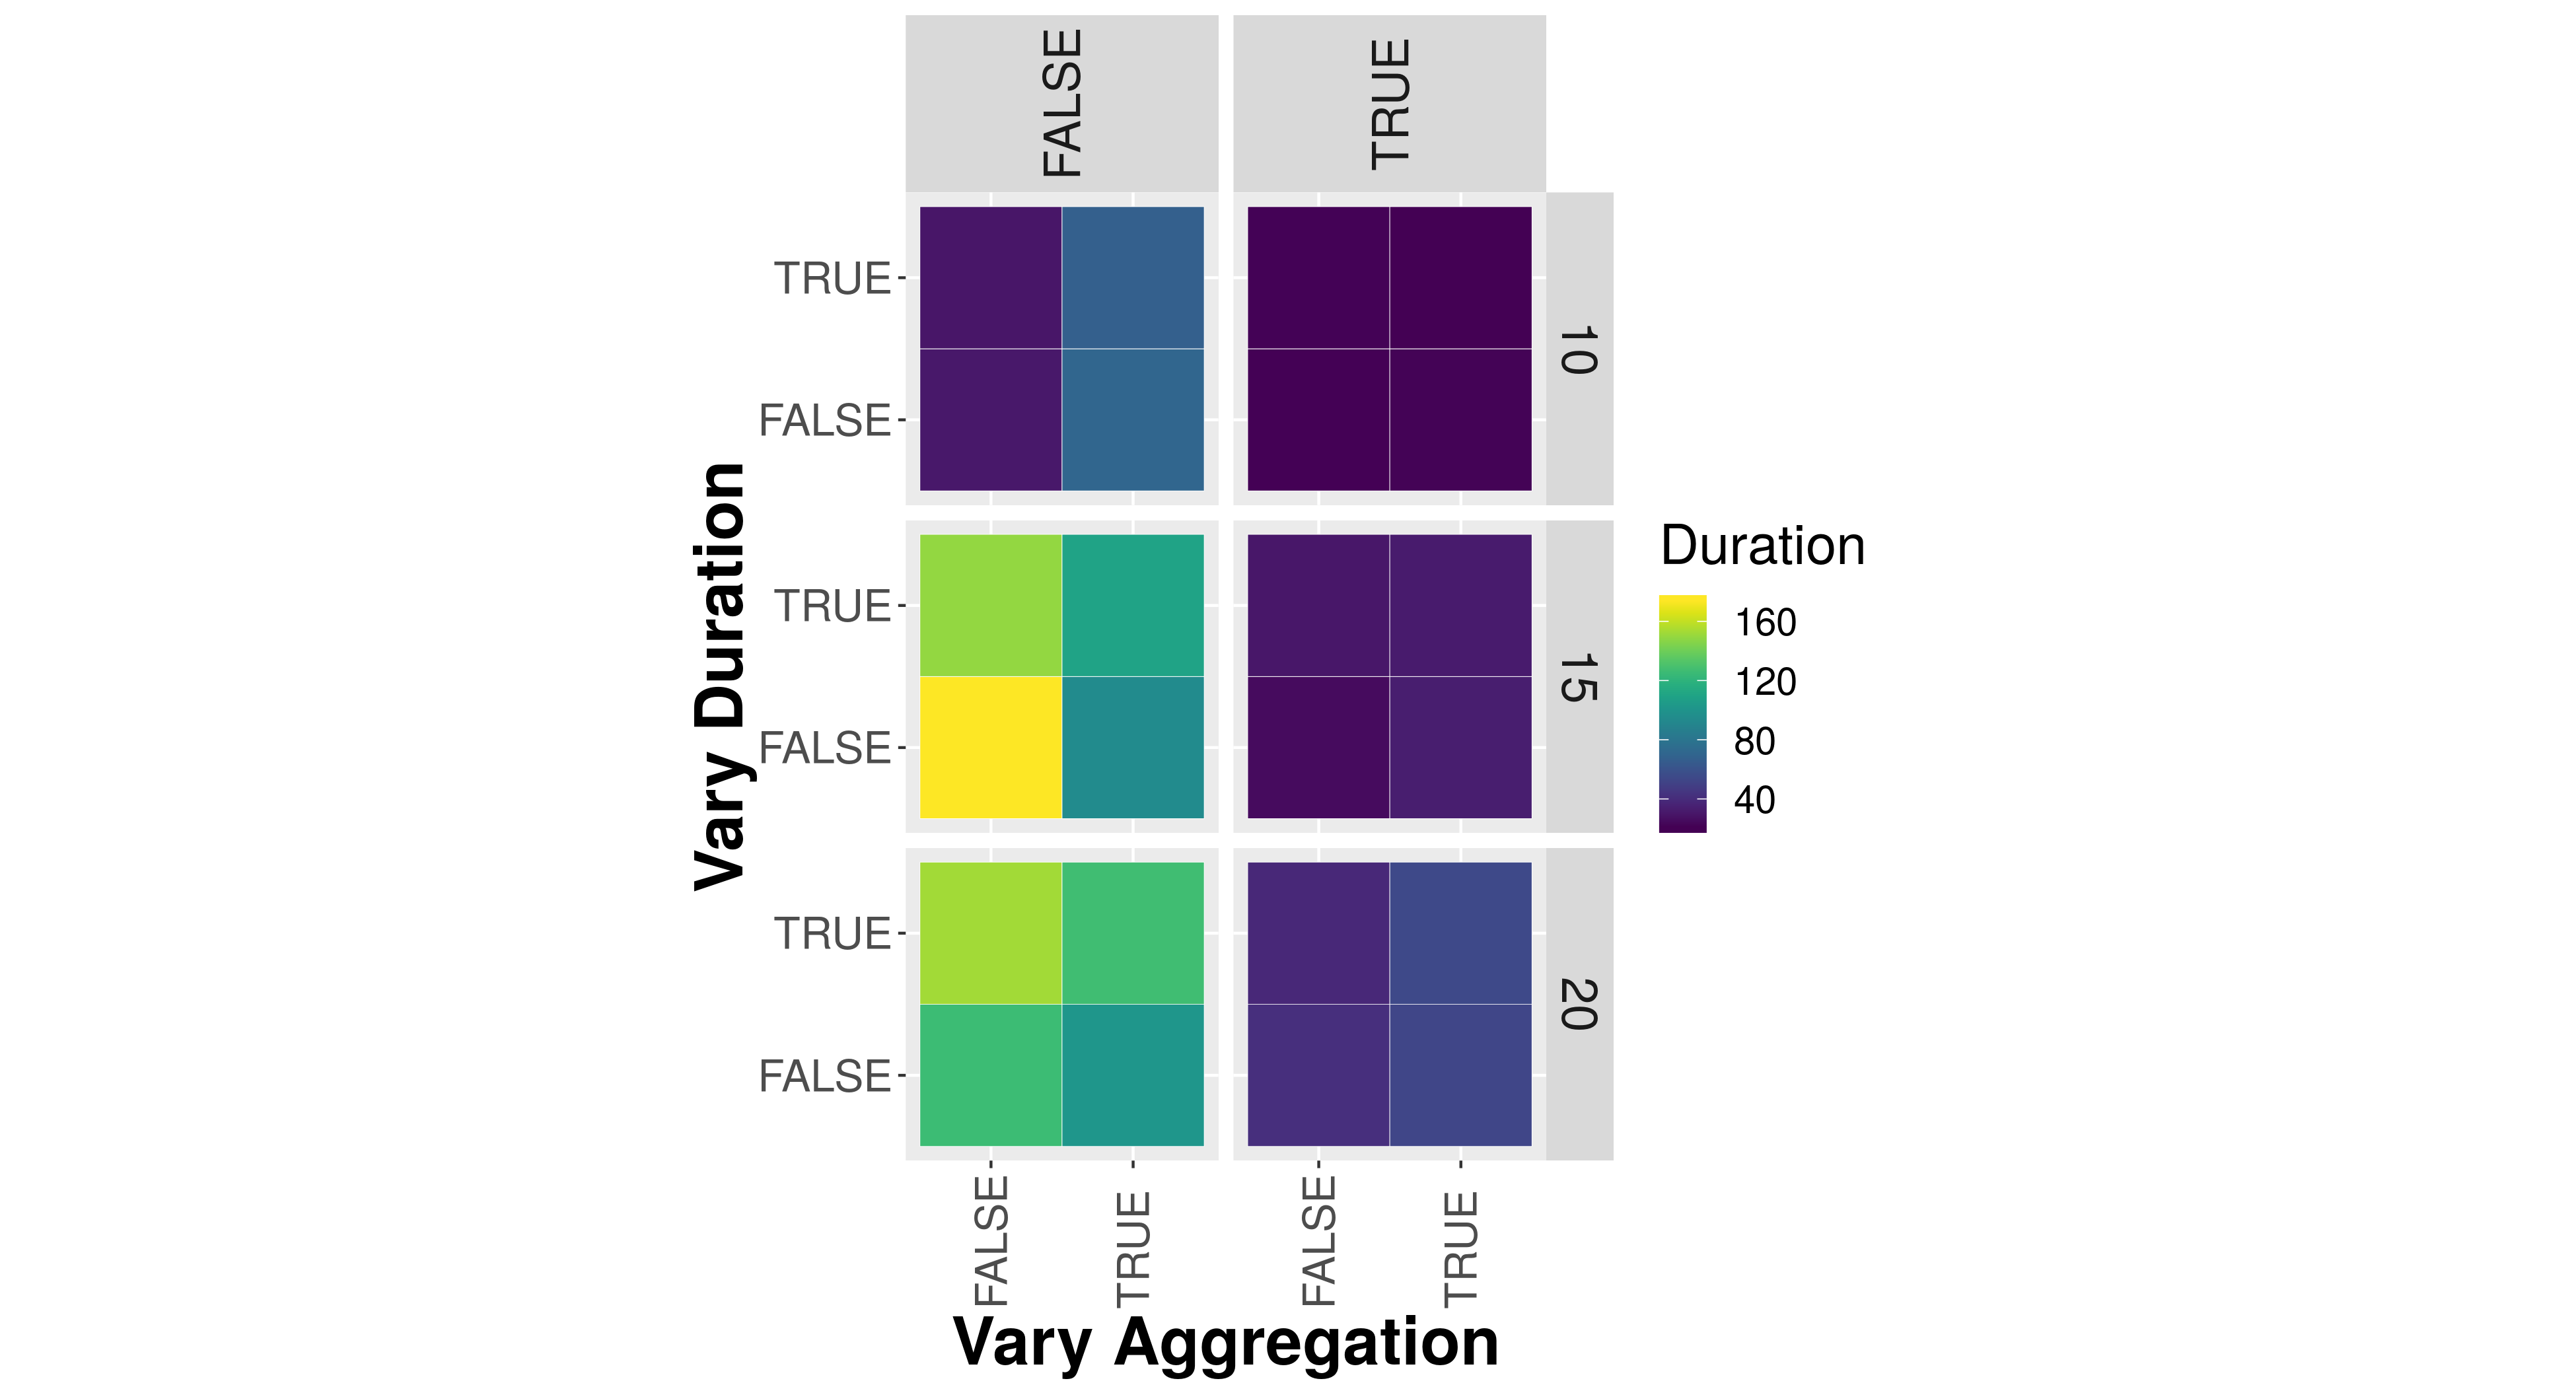 FALSE
TRUE
TRUE
FALSE
10
TRUE
FALSE
15
TRUE
FALSE
20
Vary Duration
FALSE
TRUE
FALSE
TRUE
Vary Aggregation
Duration
160
120
80
40